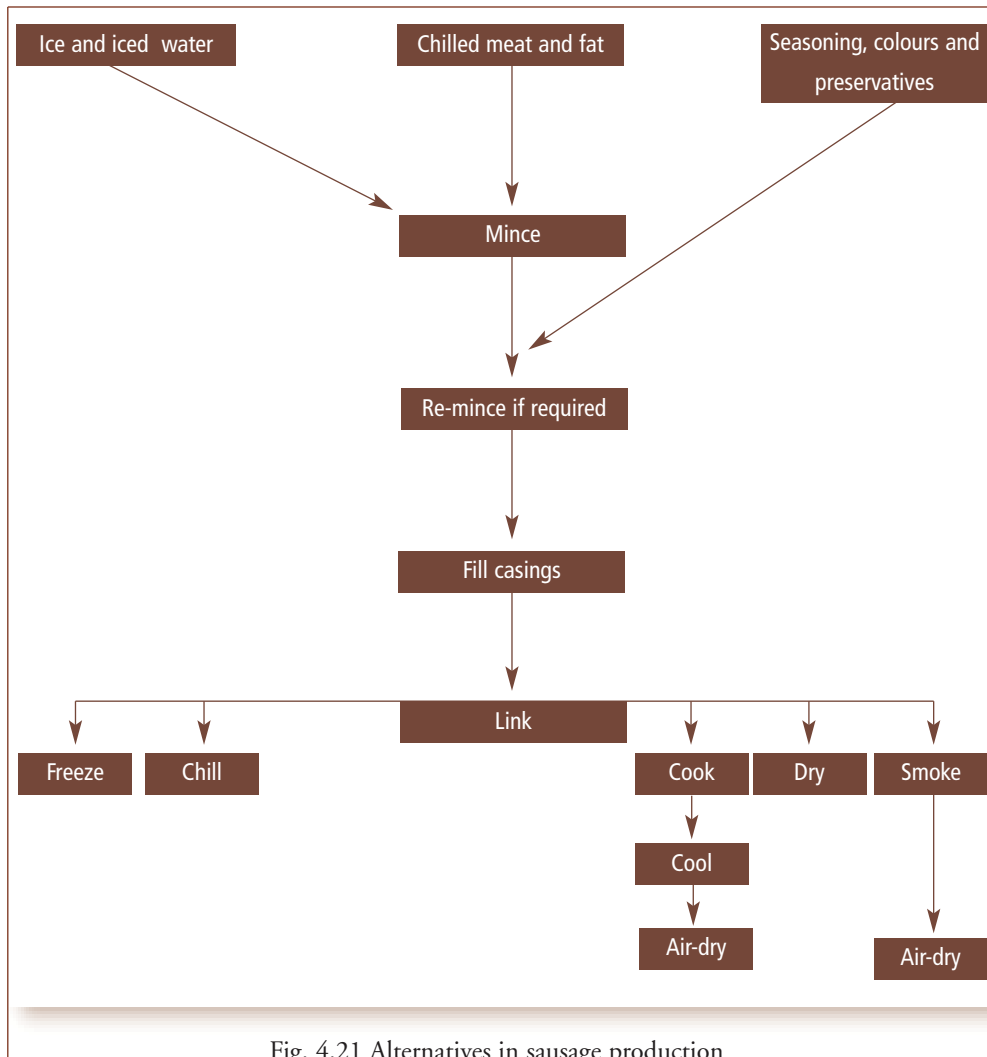 Ice and iced water
Chilled meat and fat
Seasoning, colours and
preservatives
Mince
Re-mince if required
Fill casings
Link
Freeze
Chill
Cook
Dry
Smoke
Cool
Air-dry
Air-dry
Fig. 4.21 Alternatives in sausage production